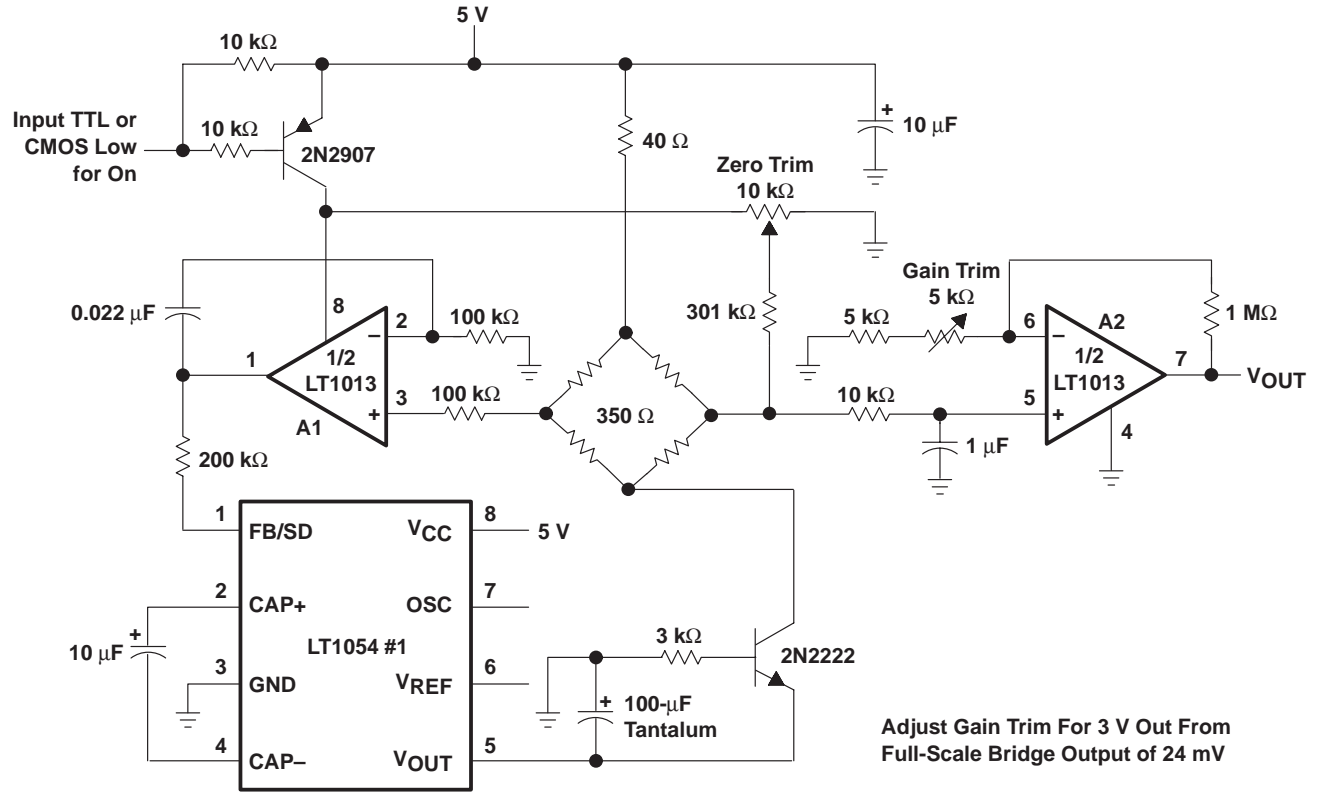 5 V
10 kΩ
Input TTL or
CMOS Low
for On
10 kΩ
2N2907
40 Ω
+
10 μF
Zero Trim
10 kΩ
0.022 μF
8
2
–
100 kΩ
1
1/2
LT1013
3
+
100 kΩ
A1
200 kΩ
350 Ω
301 kΩ
Gain Trim
5 kΩ
5 kΩ
6
–
A2
1 MΩ
1/2
LT1013
7
VOUT
10 kΩ
5
+
4
1 μF
1
FB/SD
VCC
8
5 V
2
CAP+
OSC
7
+
10 μF
LT1054 #1
3
GND
VREF
6
4
CAP–
VOUT
5
3 kΩ
2N2222
+
100-μF
Tantalum
Adjust Gain Trim For 3 V Out From
Full-Scale Bridge Output of 24 mV